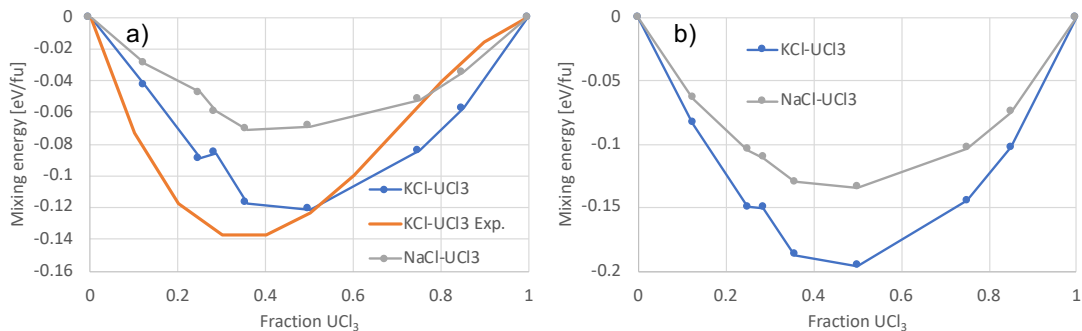 a)
Mixing energy [eV/fu]
0
-0.02
-0.04
-0.06
-0.08
-0.1
-0.12
-0.14
-0.16
KCl-UCl3
KCl-UCl3 Exp.
NaCl-UCl3
0
0.2
0.4
0.6
0.8
1
Fraction UCl₃
b)
Mixing energy [eV/fu]
0
-0.05
-0.1
-0.15
-0.2
KCl-UCl3
NaCl-UCl3
0
0.2
0.4
0.6
0.8
1
Fraction UCl₃